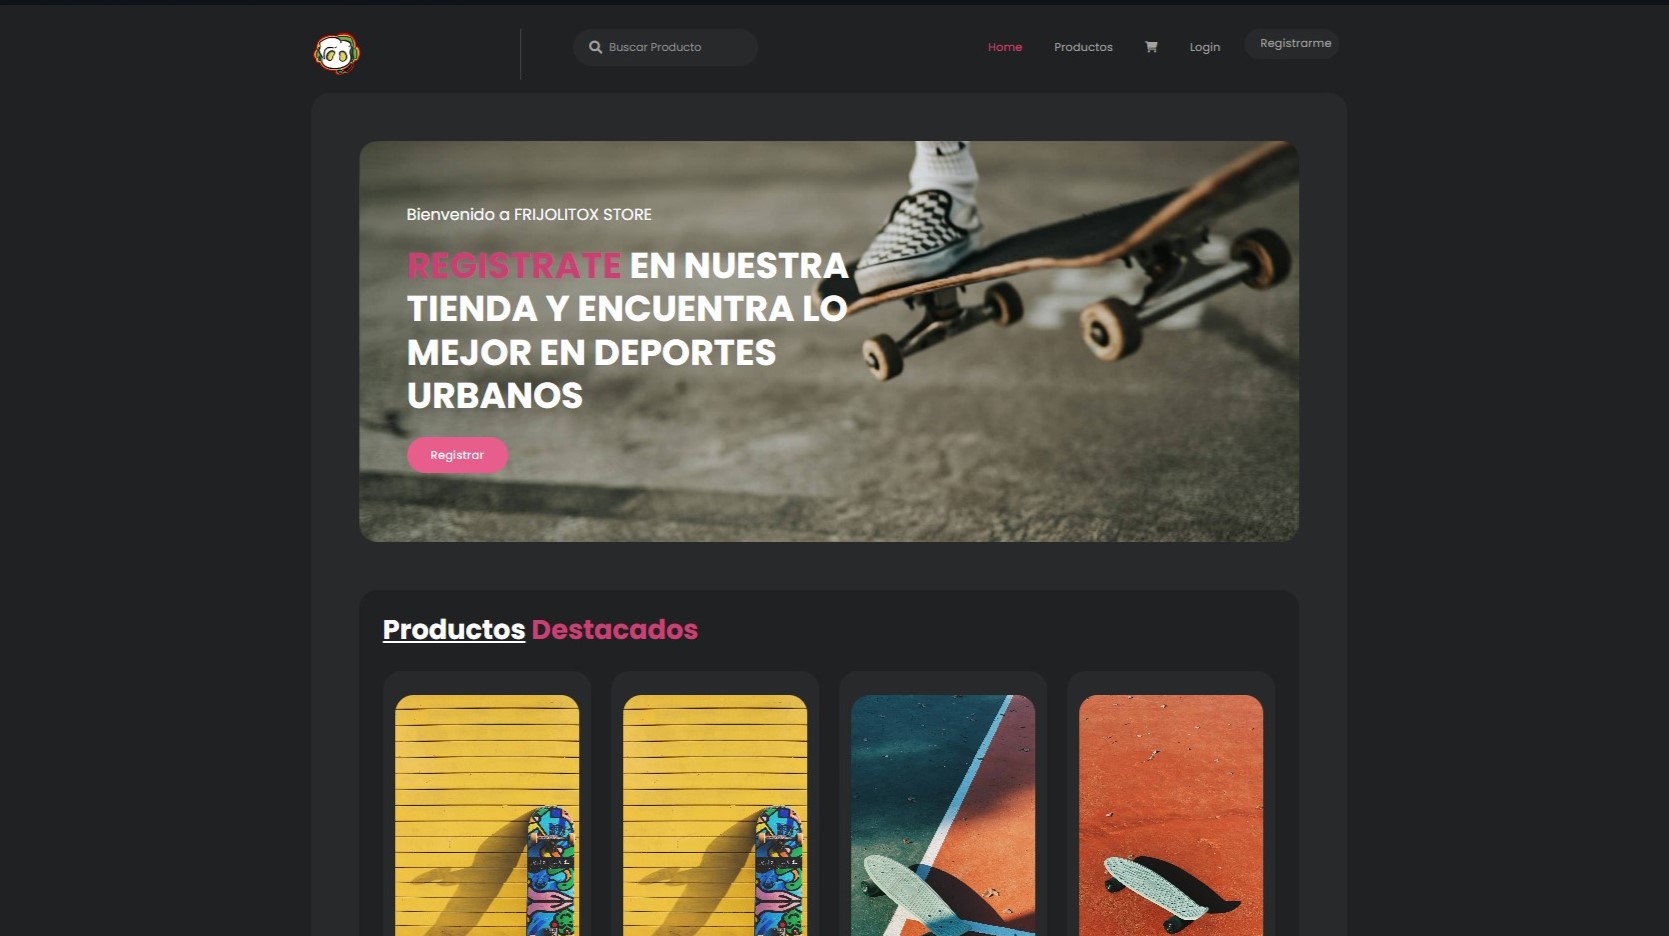 Buscar Producto
Home
Productos
Login
Registrarme
Bienvenido a FRIJOLITOX STORE
REGISTRATE EN NUESTRA
TIENDA Y ENCUENTRA LO
MEJOR EN DEPORTES
URBANOS
Registrar
Productos Destacados